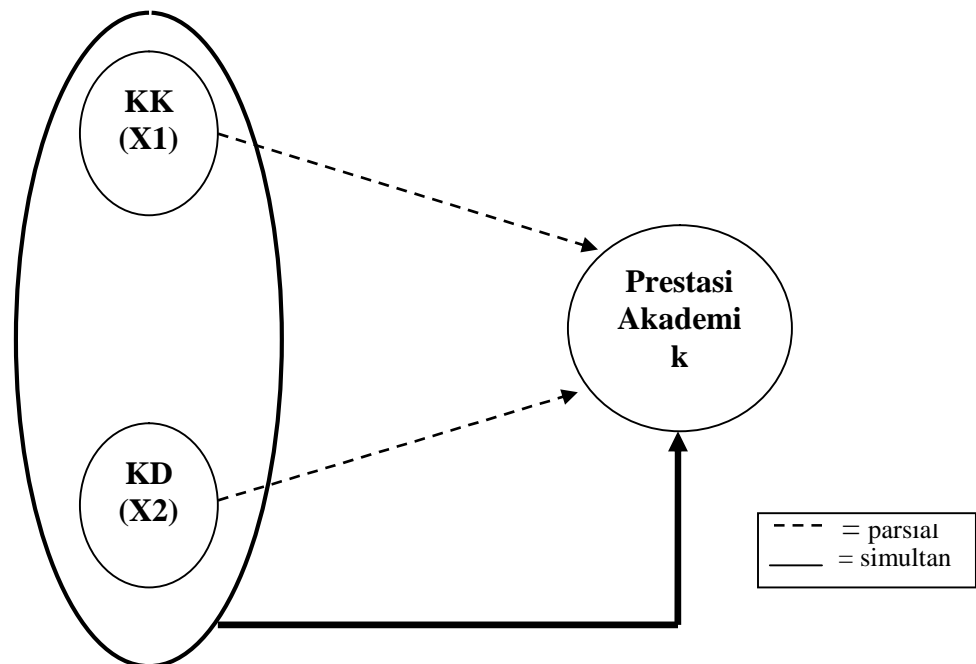 KK
(X1)
Prestasi
Akademi
k
KD
(X2)
= parsial
= simultan